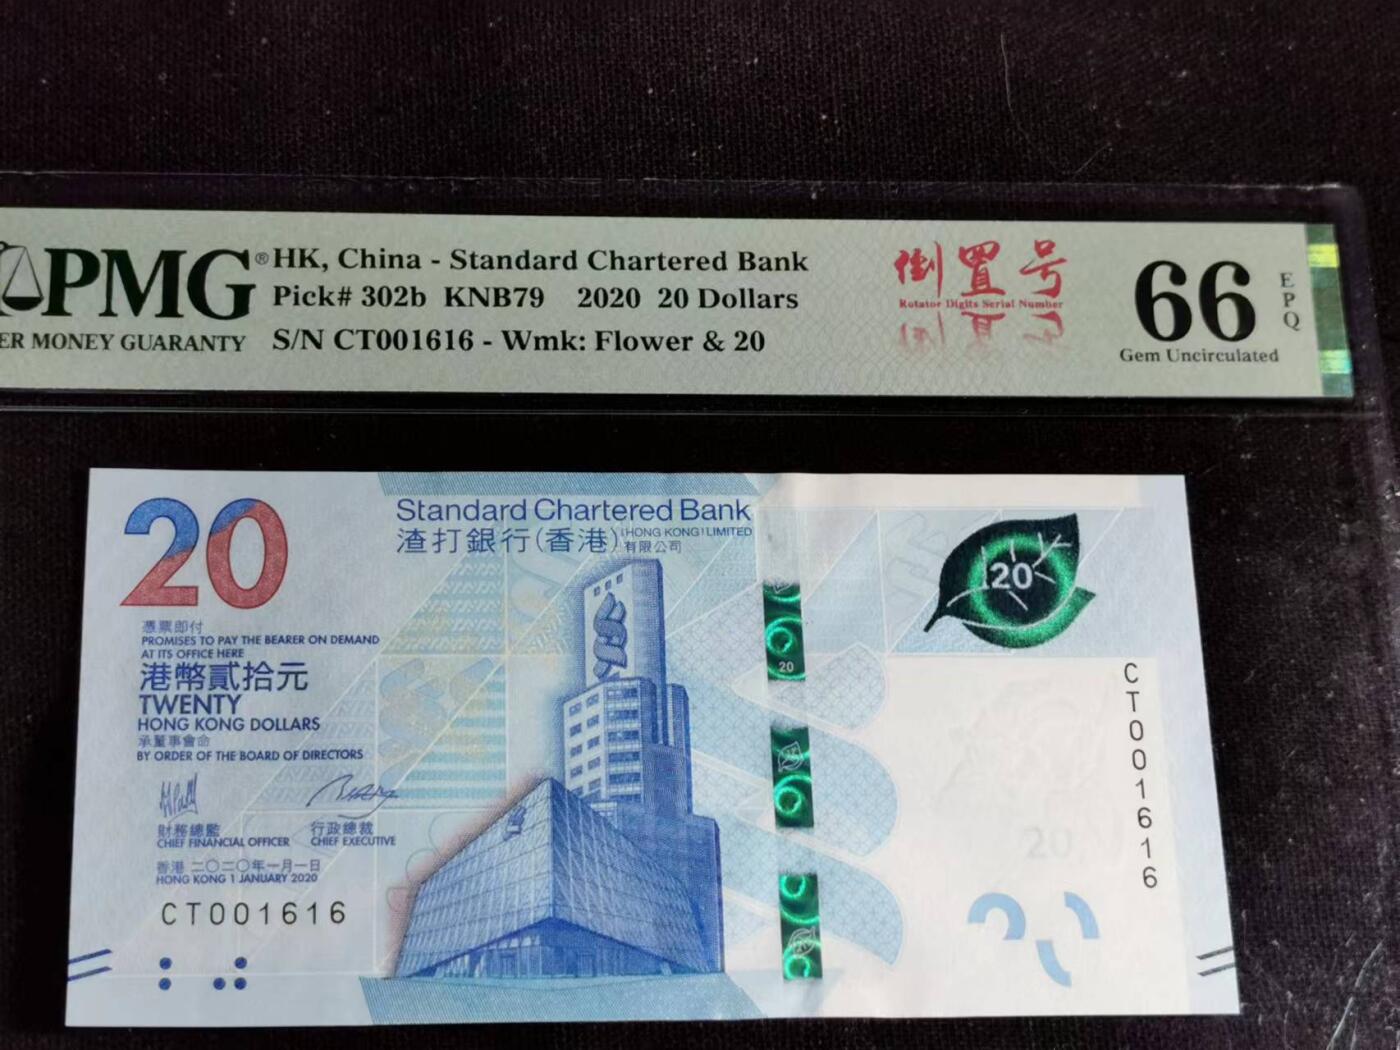 PMG® HK, China - Standard Chartered Bank
Pick# 302b KNB79 2020 20 Dollars
ER MONEY GUARANTY S/N CT001616 - Wmk: Flower & 20
倒置号
Rotator Digits Serial Number
66 EPQ
Gem Uncirculated
20
Standard Chartered Bank
(HONG KONG) LIMITED
渣打銀行(香港)有限公司
憑票即付
PROMISES TO PAY THE BEARER ON DEMAND
AT ITS OFFICE HERE
港幣貳拾元
TWENTY
HONG KONG DOLLARS
承董事會命
BY ORDER OF THE BOARD OF DIRECTORS
財務總監 行政總裁
CHIEF FINANCIAL OFFICER CHIEF EXECUTIVE
香港 二〇二〇年一月一日
HONG KONG 1 JANUARY 2020
CT001616
20
20
CT001616
20